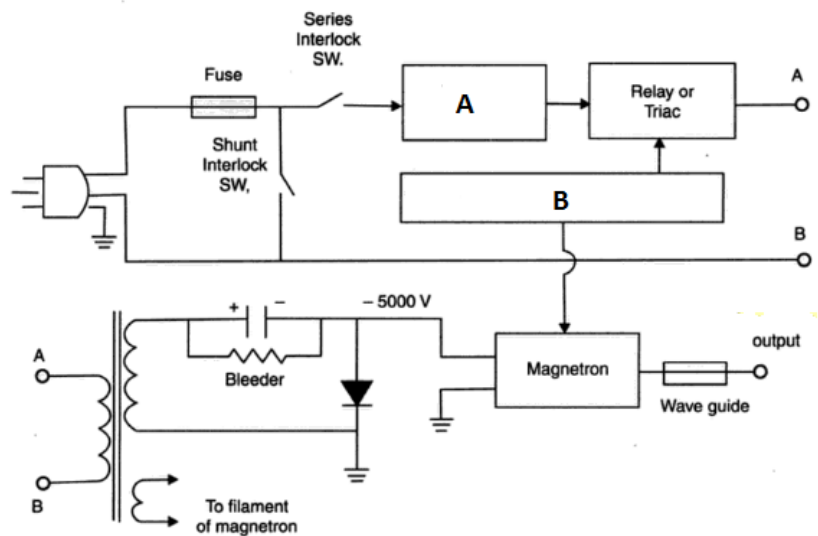 Series
Interlock
SW.
Fuse
Shunt
Interlock
SW,
A
Relay or
Triac
A
B
B
+
–
– 5000 V
Bleeder
A
B
To filament
of magnetron
Magnetron
output
Wave guide